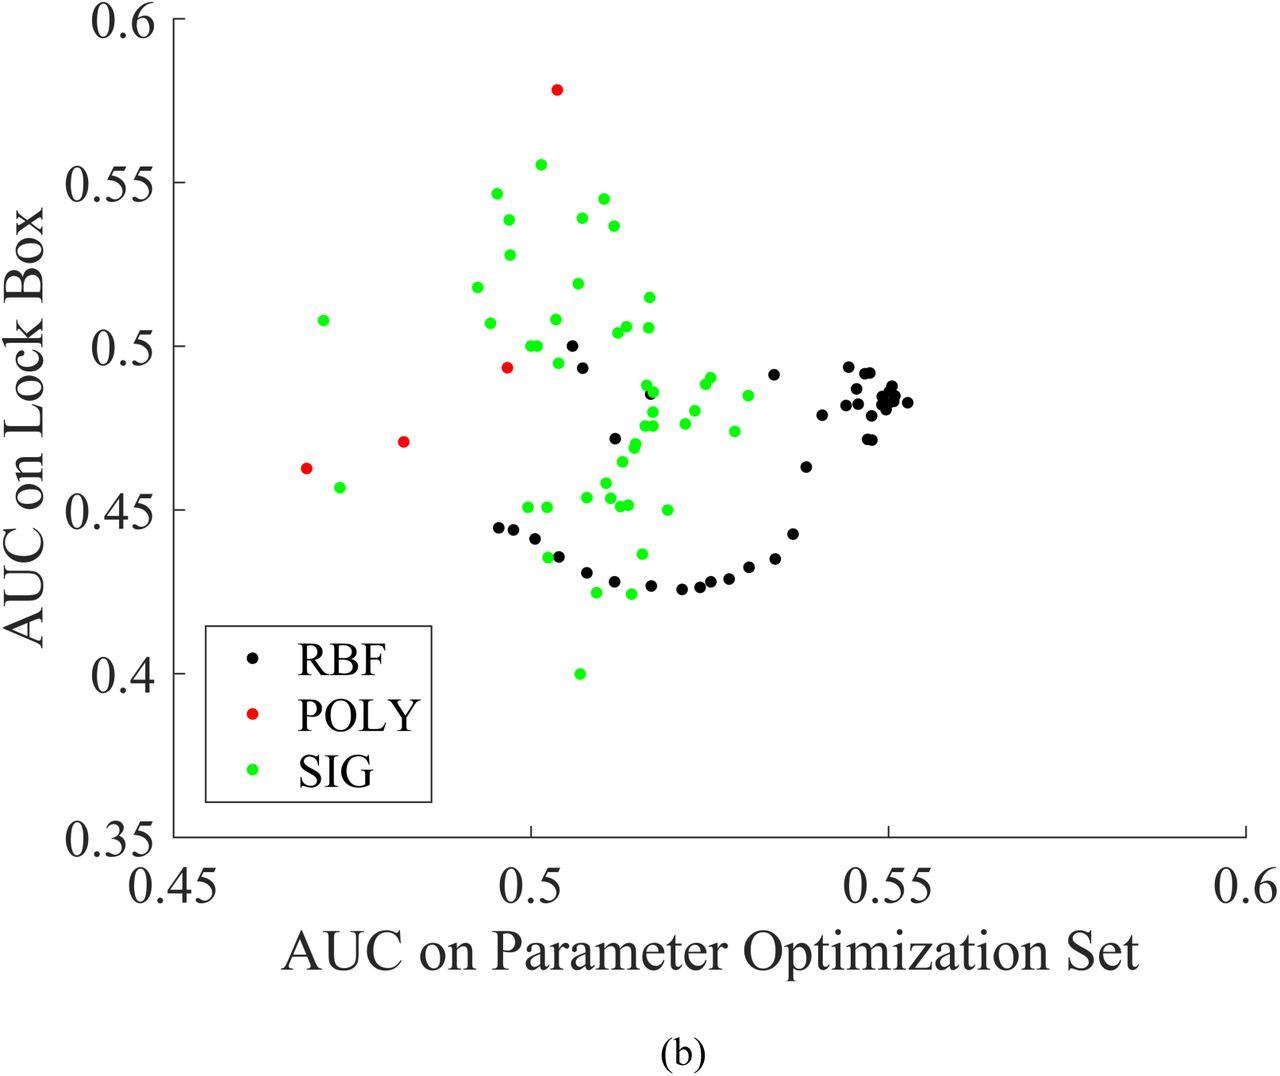 0.6
0.55
0.5
0.45
0.4
0.35
AUC on Lock Box
RBF
POLY
SIG
0.45
0.5
0.55
0.6
AUC on Parameter Optimization Set
(b)